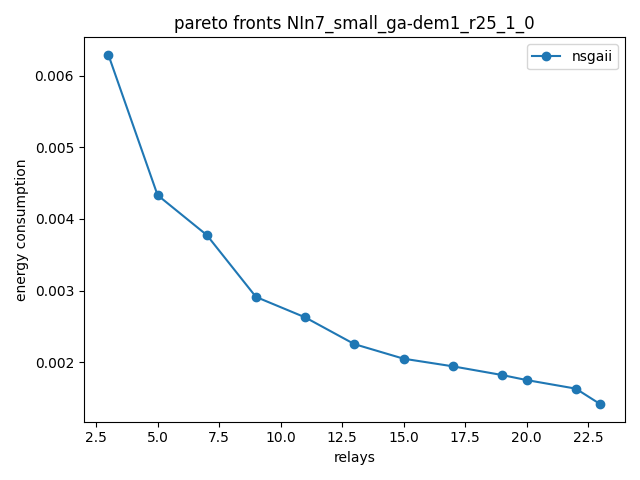 pareto fronts NIn7_small_ga-dem1_r25_1_0
nsgaii
energy consumption
0.006
0.005
0.004
0.003
0.002
2.5 5.0 7.5 10.0 12.5 15.0 17.5 20.0 22.5
relays